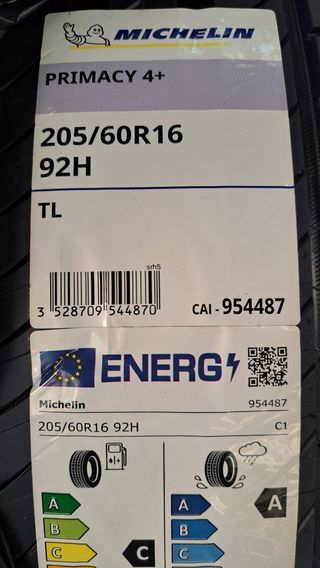 MICHELIN
PRIMACY 4+
205/60R16
92H
TL
srh5
3 528709 544870
CAI - 954487
ENERG
Michelin 954487
205/60R16 92H C1
A A A
B B
C C C